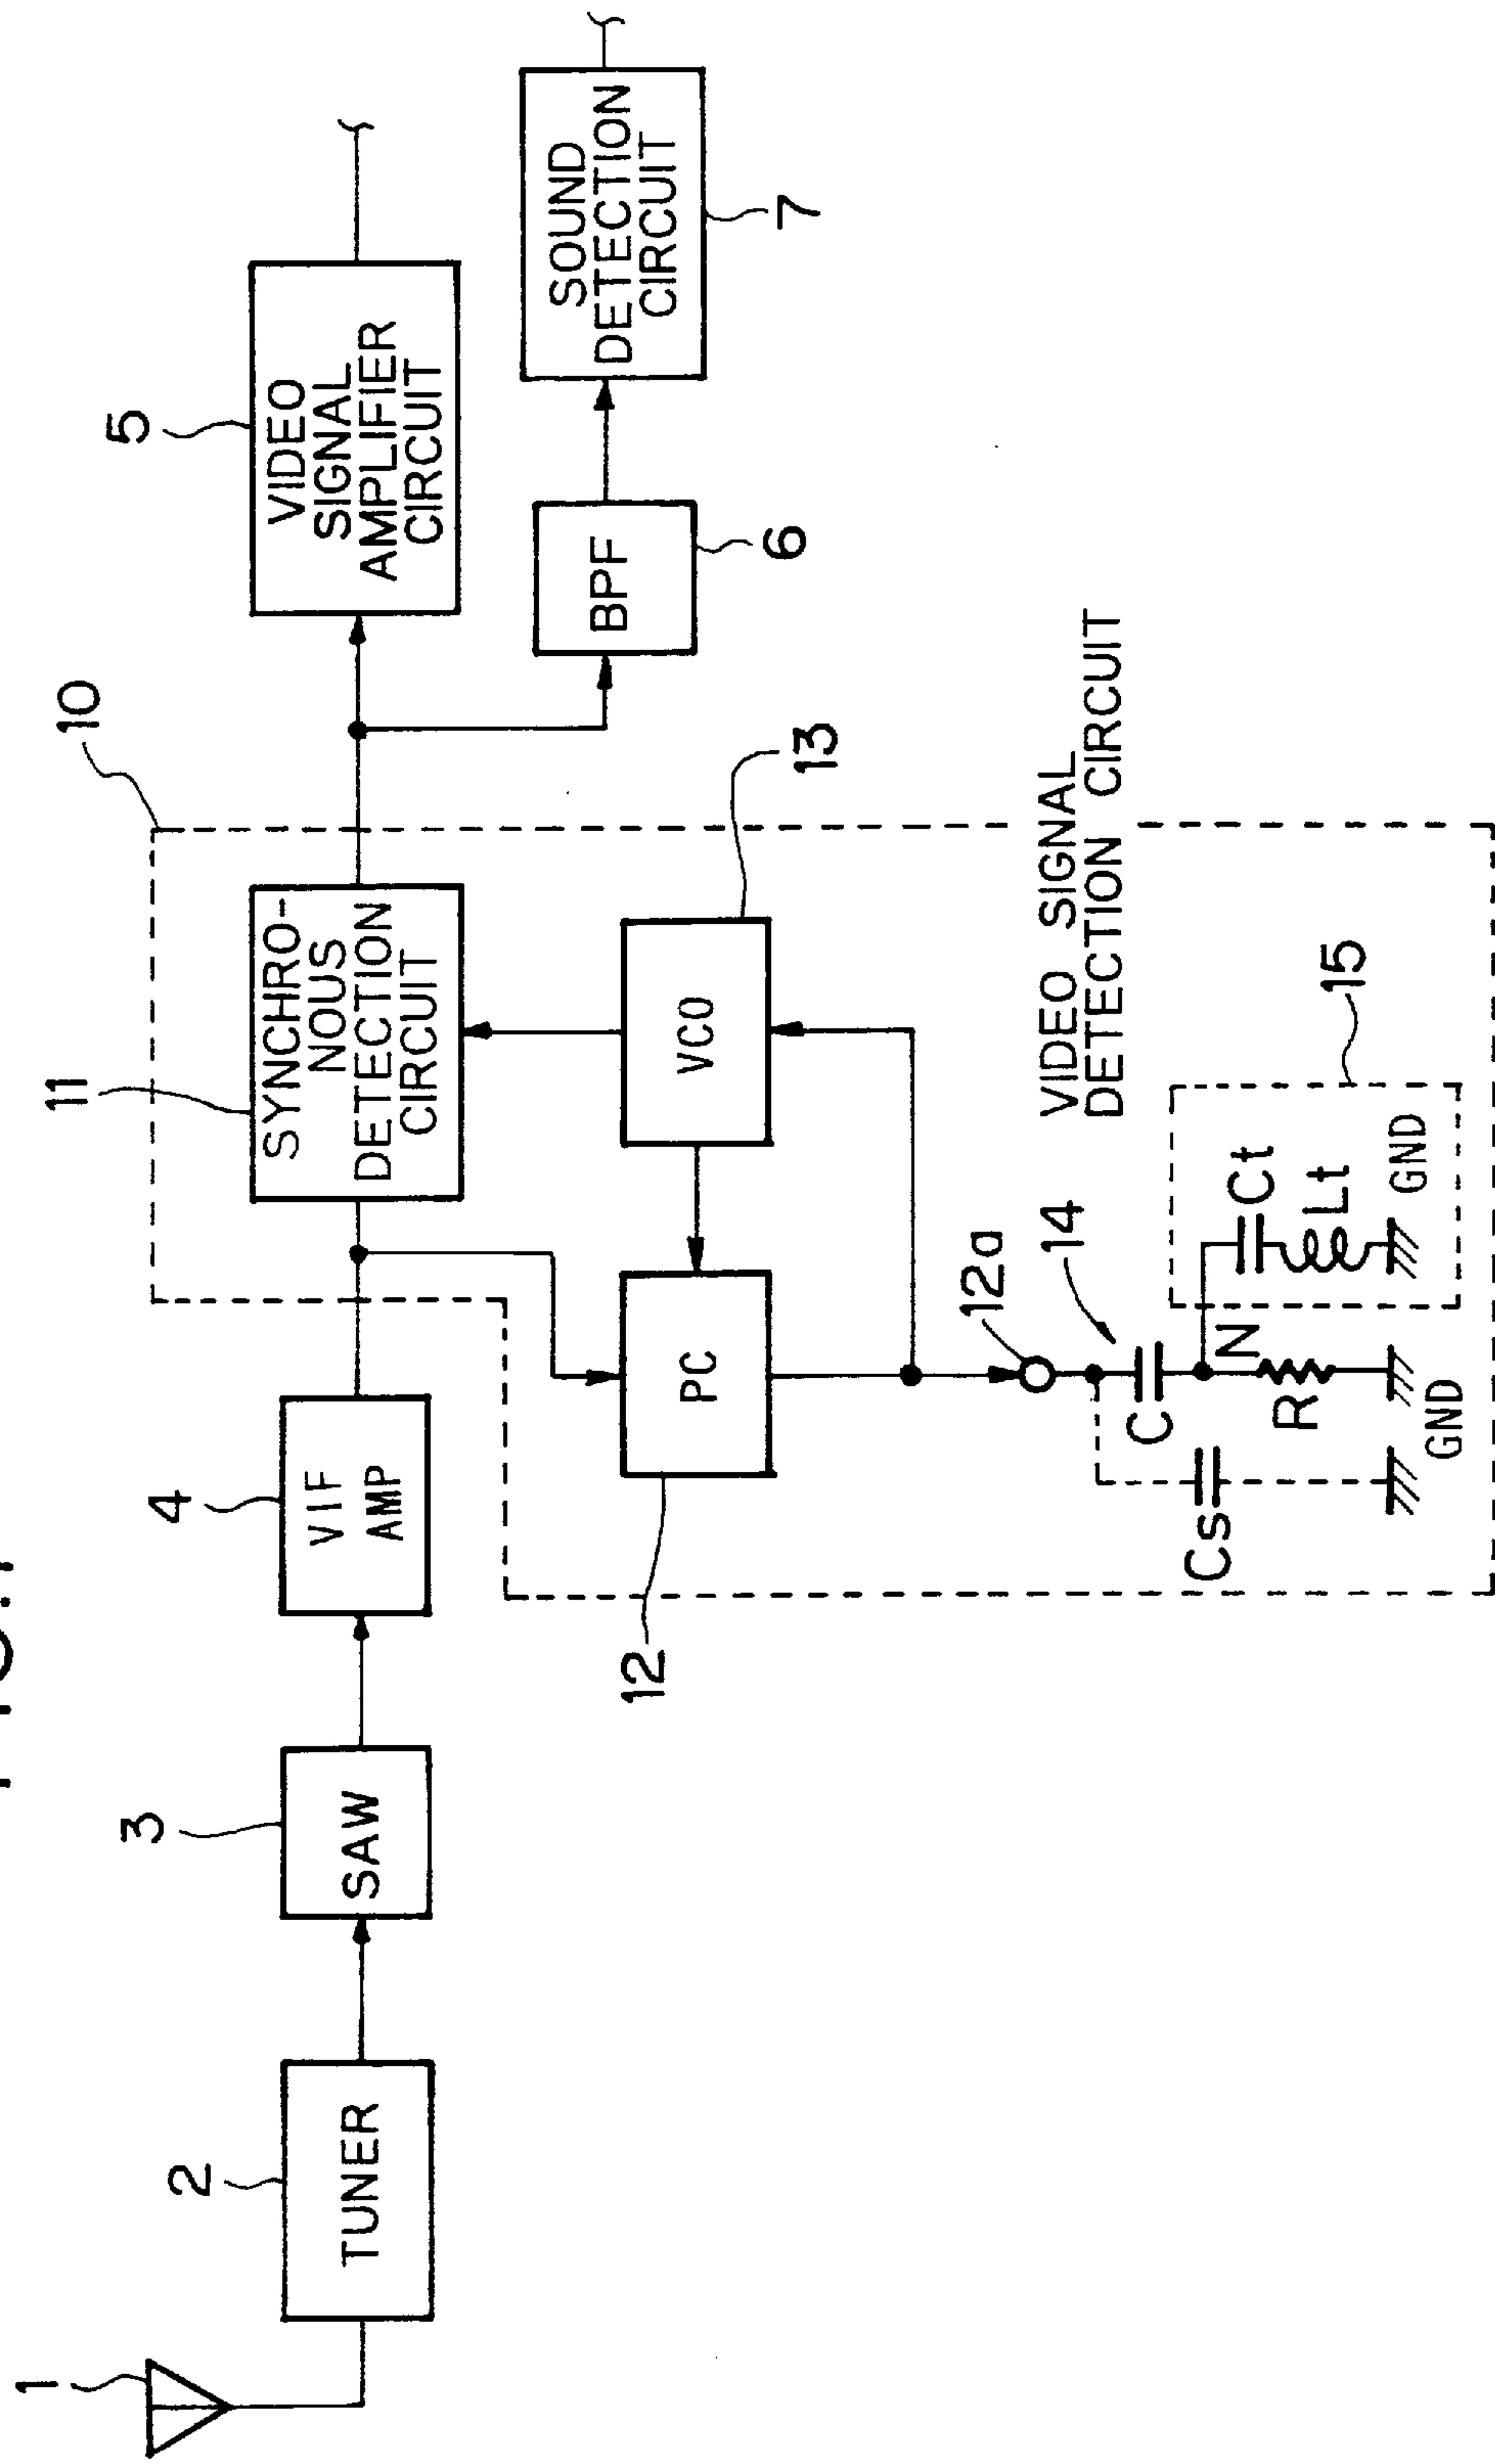 1
2
TUNER
3
SAW
4
VIF
AMP
11
SYNCHRO-
NOUS
DETECTION
CIRCUIT
10
5
VIDEO
SIGNAL
AMPLIFIER
CIRCUIT
BPF
6
SOUND
DETECTION
CIRCUIT
7
12
PC
VCO
13
12a
14
VIDEO SIGNAL
DETECTION CIRCUIT
C
N
Cs
R
GND
Ct
Lt
GND
15